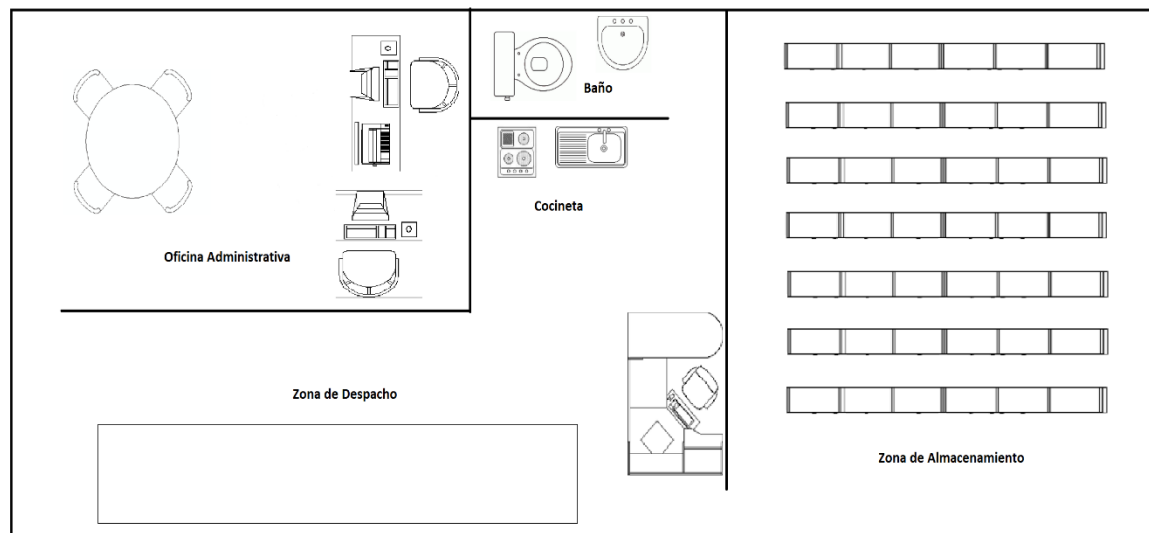 Baño
Cocineta
Oficina Administrativa
Zona de Despacho
Zona de Almacenamiento